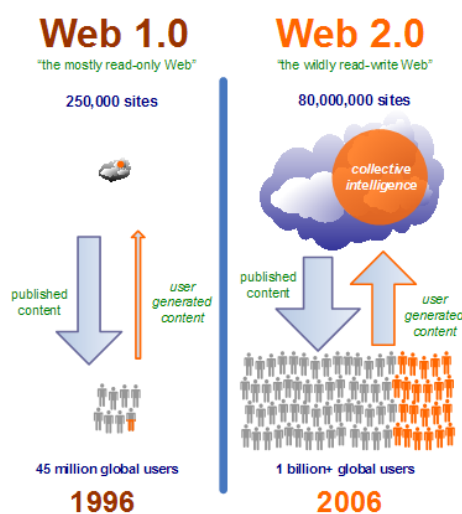 Web 1.0
"the mostly read-only Web"
250,000 sites
published
content
user
generated
content
45 million global users
1996
Web 2.0
"the wildly read-write Web"
80,000,000 sites
collective
intelligence
published
content
user
generated
content
1 billion+ global users
2006